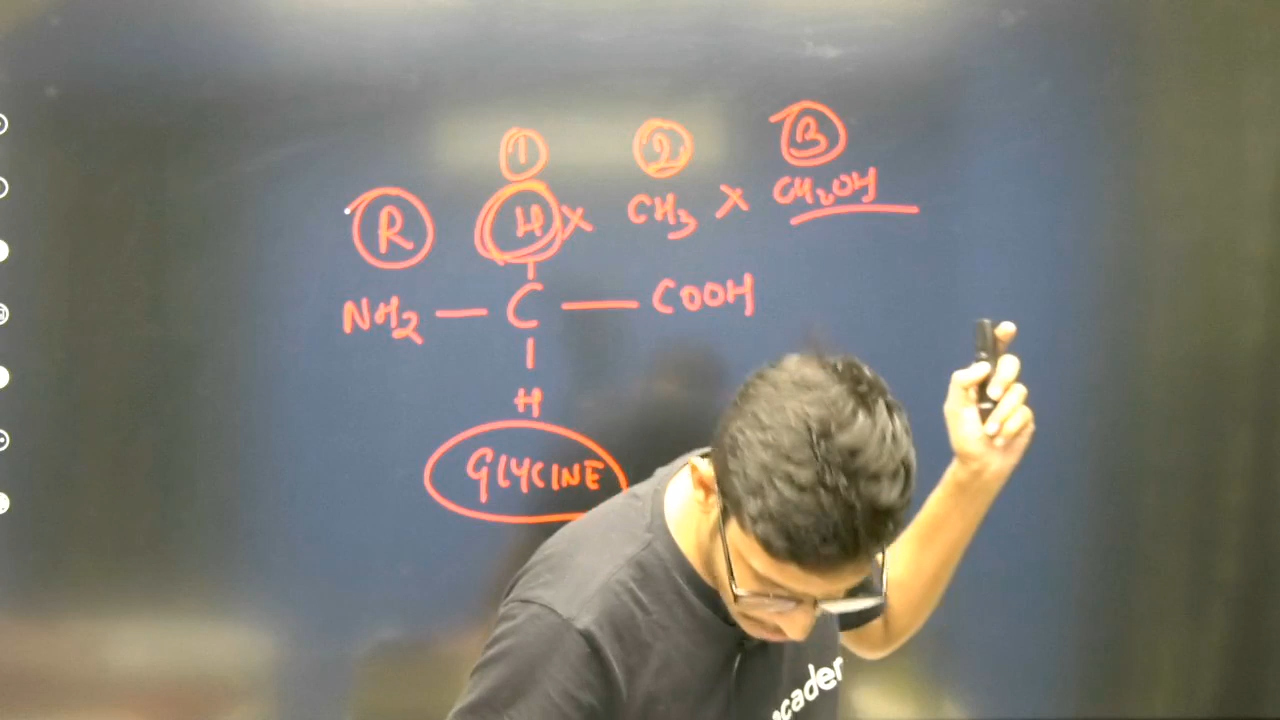 1 2 3
R H X CH3 X CH2OH
NH2 — C — COOH
H
GLYCINE